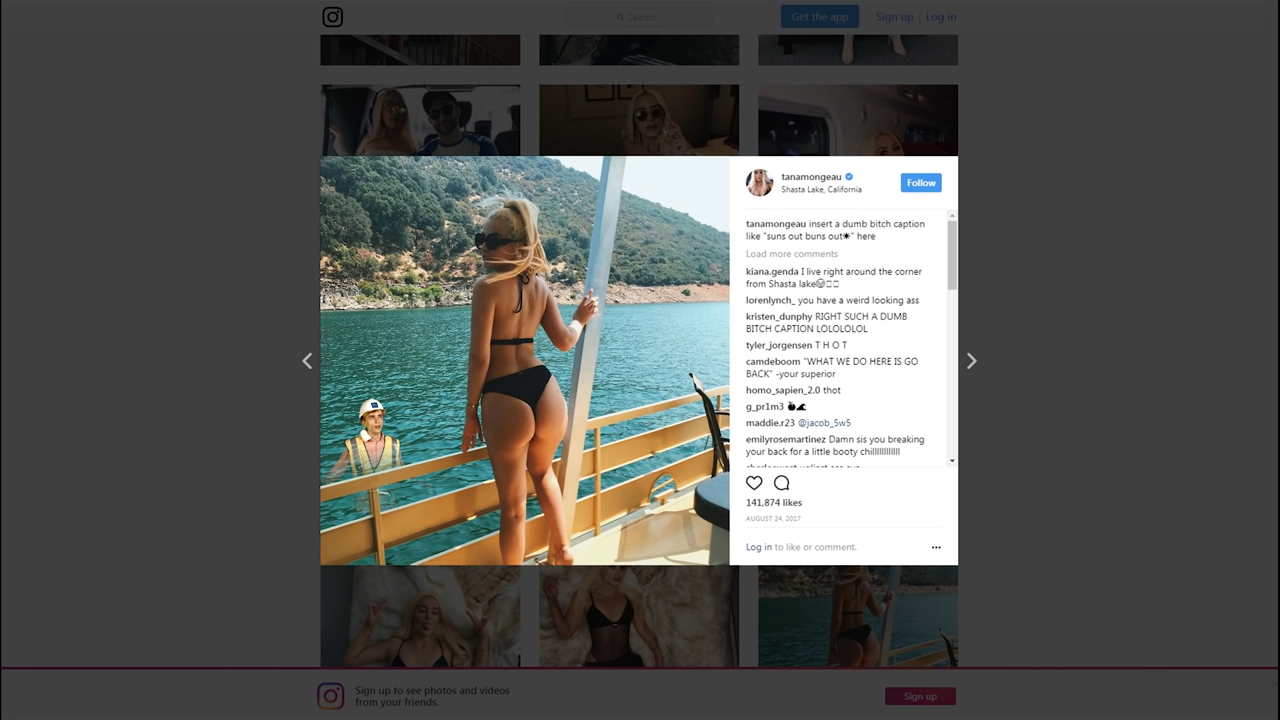 Search
Get the app
Sign up | Log in
tanamongeau
Shasta Lake, California
Follow
tanamongeau insert a dumb bitch caption
like "suns out buns out☀" here
Load more comments
kiana.genda I live right around the corner
from Shasta lake
lorenlynch_ you have a weird looking ass
kristen_dunphy RIGHT SUCH A DUMB
BITCH CAPTION LOLOLOLOL
tyler_jorgensen T H O T
camdeboom "WHAT WE DO HERE IS GO
BACK" -your superior
homo_sapien_2.0 thot
g_pr1m3 🍎🌊
maddie.r23 @jacob_5w5
emilyrosemartinez Damn sis you breaking
your back for a little booty chillllllllllll
141,874 likes
AUGUST 24, 2017
Log in to like or comment.
Sign up to see photos and videos
from your friends.
Sign up